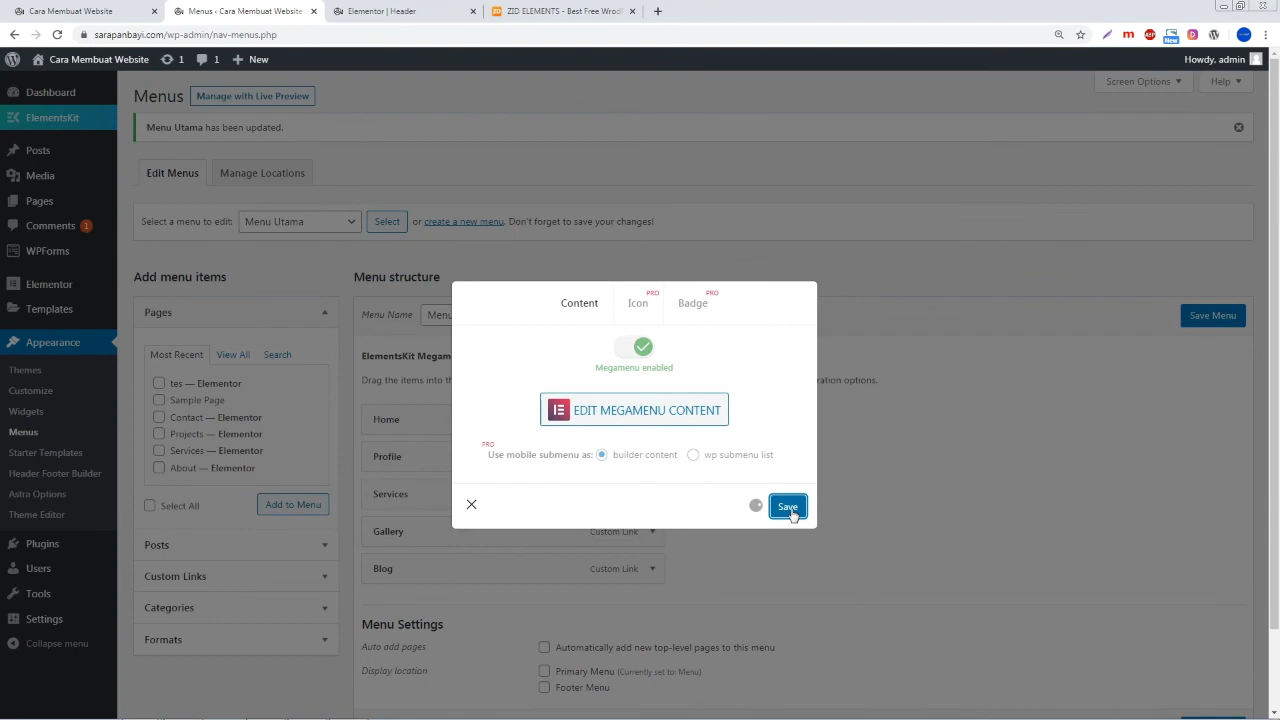 Cara Membuat Website
Menus ‹ Cara Membuat Website
Elementor | Header
ZID ELEMENTS - Best Free Word
sarapanbayi.com/wp-admin/nav-menus.php
m
ABP
New
Cara Membuat Website
1
1
New
Howdy, admin
Dashboard
ElementsKit
Posts
Media
Pages
Comments 1
WPForms
Elementor
Templates
Appearance
Themes
Customize
Widgets
Menus
Starter Templates
Header Footer Builder
Astra Options
Theme Editor
Plugins
Users
Tools
Settings
Collapse menu
Menus
Manage with Live Preview
Screen Options
Help
Menu Utama has been updated.
Edit Menus
Manage Locations
Select a menu to edit: Menu Utama Select or create a new menu. Don't forget to save your changes!
Add menu items
Pages
Most Recent View All Search
tes — Elementor
Sample Page
Contact — Elementor
Projects — Elementor
Services — Elementor
About — Elementor
Select All
Add to Menu
Posts
Custom Links
Categories
Formats
Menu structure
Menu Name Menu
Save Menu
ElementsKit Megam
Drag the items into th
ration options.
Home
Profile
Services
Gallery Custom Link
Blog Custom Link
Menu Settings
Auto add pages
Automatically add new top-level pages to this menu
Display location
Primary Menu (Currently set to: Menu)
Footer Menu
Content
Icon PRO
Badge PRO
Megamenu enabled
EDIT MEGAMENU CONTENT
PRO
Use mobile submenu as: builder content wp submenu list
Save